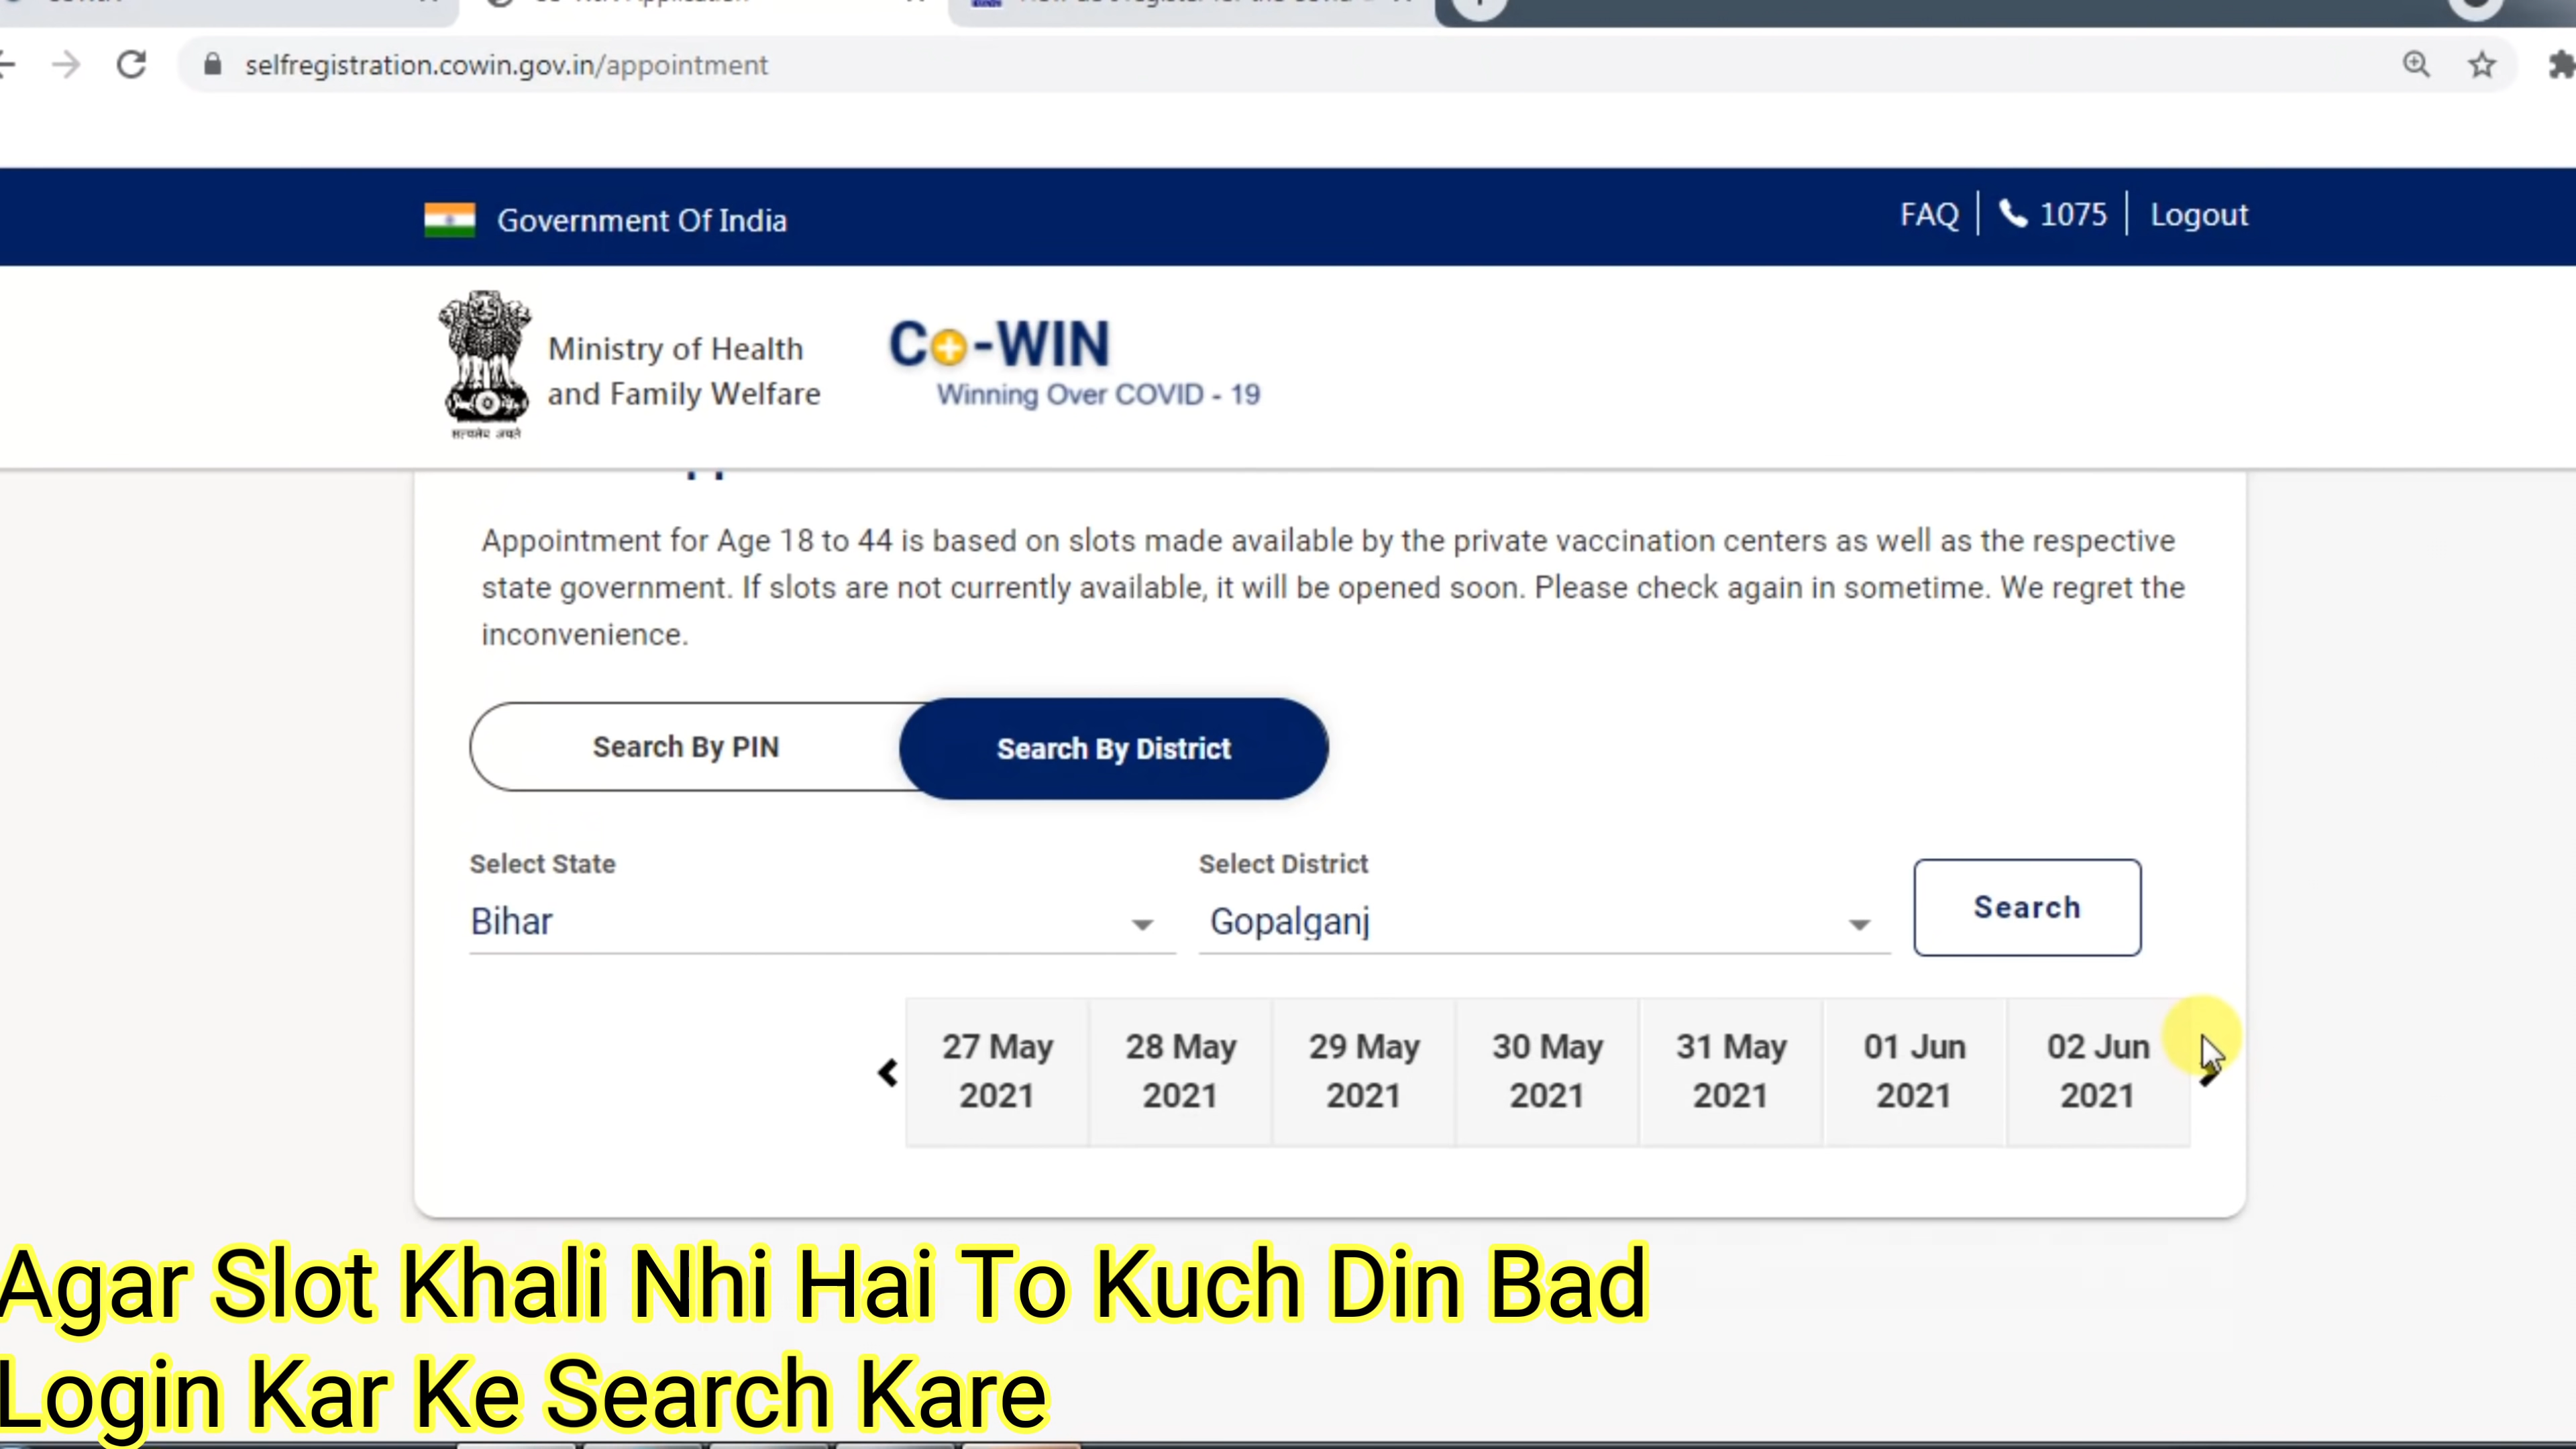 selfregistration.cowin.gov.in/appointment
Government Of India
FAQ
1075
Logout
Ministry of Health
and Family Welfare
सत्यमेव जयते
Co-WIN
Winning Over COVID - 19
Appointment for Age 18 to 44 is based on slots made available by the private vaccination centers as well as the respective
state government. If slots are not currently available, it will be opened soon. Please check again in sometime. We regret the
inconvenience.
Search By PIN
Search By District
Select State
Select District
Bihar
Gopalganj
Search
27 May
2021
28 May
2021
29 May
2021
30 May
2021
31 May
2021
01 Jun
2021
02 Jun
2021
Agar Slot Khali Nhi Hai To Kuch Din Bad
Login Kar Ke Search Kare